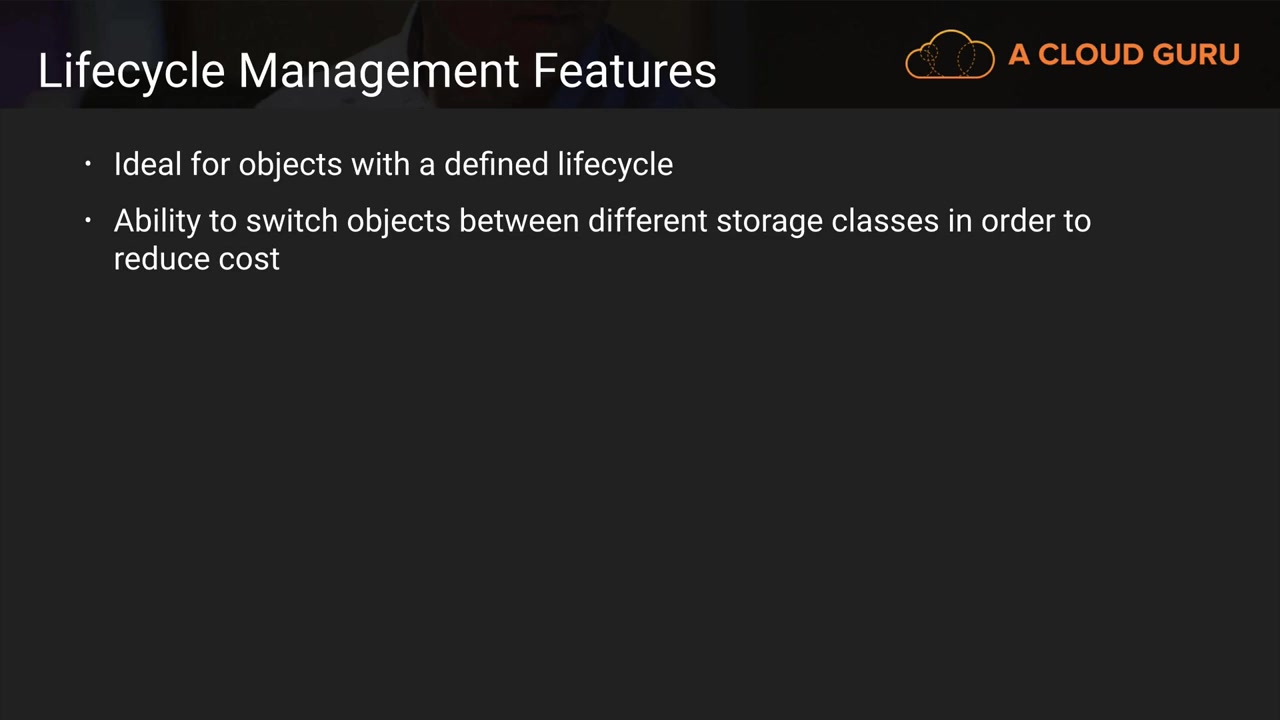 Lifecycle Management Features
A CLOUD GURU
• Ideal for objects with a defined lifecycle
• Ability to switch objects between different storage classes in order to
reduce cost